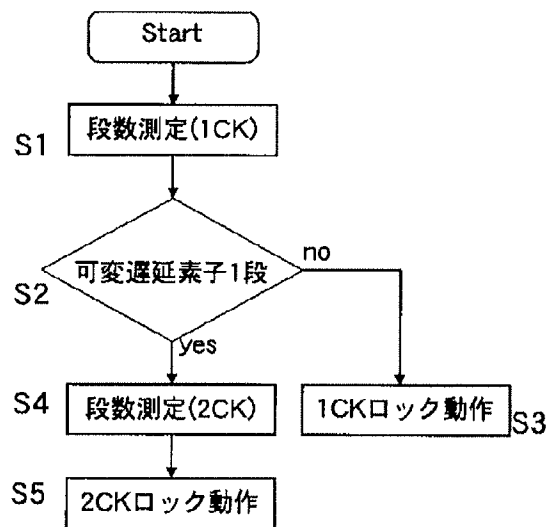 Start
S1
段数測定(1CK)
S2
可変遅延素子1段
no
yes
S4
段数測定(2CK)
1CKロック動作
S3
S5
2CKロック動作